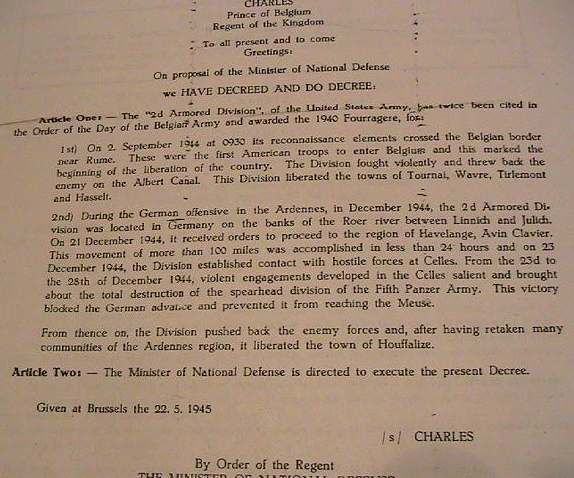 CHARLES
Prince of Belgium
Regent of the Kingdom
To all present and to come
Greetings:
On proposal of the Minister of National Defense
we HAVE DECREED AND DO DECREE:
Article One: — The "2d Armored Division", of the United States Army, has twice been cited in
the Order of the Day of the Belgian Army and awarded the 1940 Fourragere, for:
1st) On 2. September 1944 at 0930 its reconnaissance elements crossed the Belgian border
near Rume. These were the first American troops to enter Belgium and this marked the
beginning of the liberation of the country. The Division fought violently and threw back the
enemy on the Albert Canal. This Division liberated the towns of Tournai, Wavre, Tirlemont
and Hasselt.
2nd) During the German offensive in the Ardennes, in December 1944, the 2d Armored Di-
vision was located in Germany on the banks of the Roer river between Linnich and Julich.
On 21 December 1944, it received orders to proceed to the region of Havelange, Avin Clavier.
This movement of more than 100 miles was accomplished in less than 24 hours and on 23
December 1944, the Division established contact with hostile forces at Celles. From the 23d to
the 28th of December 1944, violent engagements developed in the Celles salient and brought
about the total destruction of the spearhead division of the Fifth Panzer Army. This victory
blocked the German advance and prevented it from reaching the Meuse.
From thence on, the Division pushed back the enemy forces and, after having retaken many
communities of the Ardennes region, it liberated the town of Houffalize.
Article Two: — The Minister of National Defense is directed to execute the present Decree.
Given at Brussels the 22. 5. 1945
/s/ CHARLES
By Order of the Regent
THE MINISTER OF NATIONAL DEFENSE